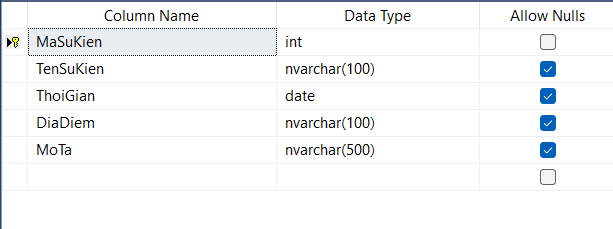 Column Name Data Type Allow Nulls
MaSuKien int
TenSuKien nvarchar(100)
ThoiGian date
DiaDiem nvarchar(100)
MoTa nvarchar(500)